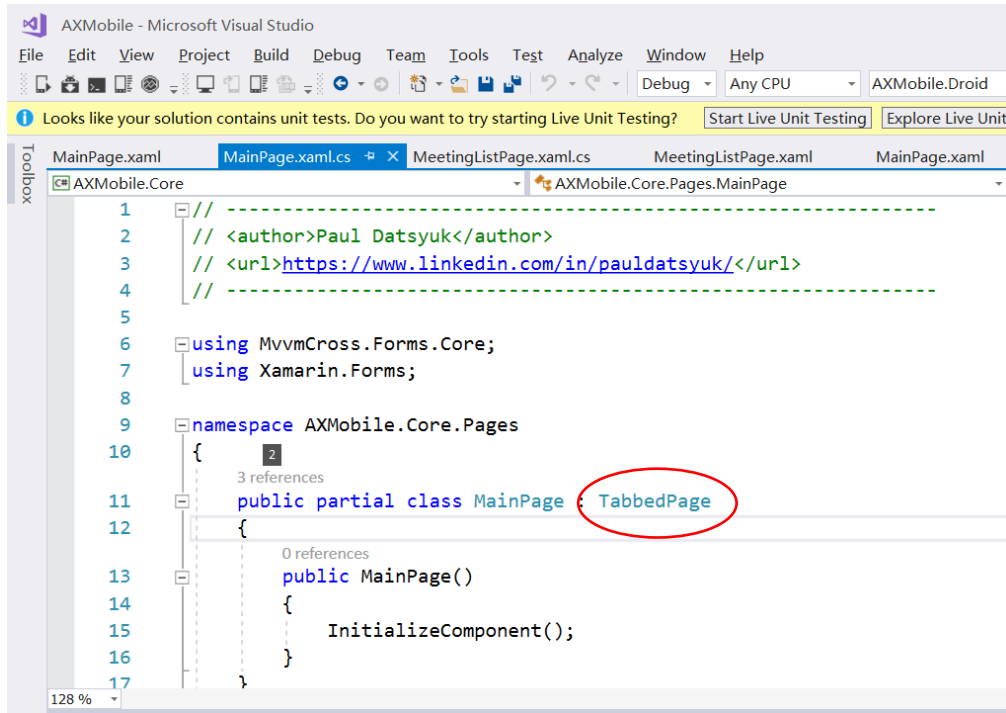 AXMobile - Microsoft Visual Studio
File Edit View Project Build Debug Team Tools Test Analyze Window Help
Debug Any CPU AXMobile.Droid
Looks like your solution contains unit tests. Do you want to try starting Live Unit Testing? Start Live Unit Testing Explore Live Unit
Toolbox
MainPage.xaml MainPage.xaml.cs MeetingListPage.xaml.cs MeetingListPage.xaml MainPage.xaml
C# AXMobile.Core AXMobile.Core.Pages.MainPage
1 // ---------------------------------------------------------------
2 // <author>Paul Datsyuk</author>
3 // <url>https://www.linkedin.com/in/pauldatsyuk/</url>
4 // ---------------------------------------------------------------
5
6 using MvvmCross.Forms.Core;
7 using Xamarin.Forms;
8
9 namespace AXMobile.Core.Pages
10 { 2
3 references
11 public partial class MainPage : TabbedPage
12 {
0 references
13 public MainPage()
14 {
15 InitializeComponent();
16 }
17 }
128 %